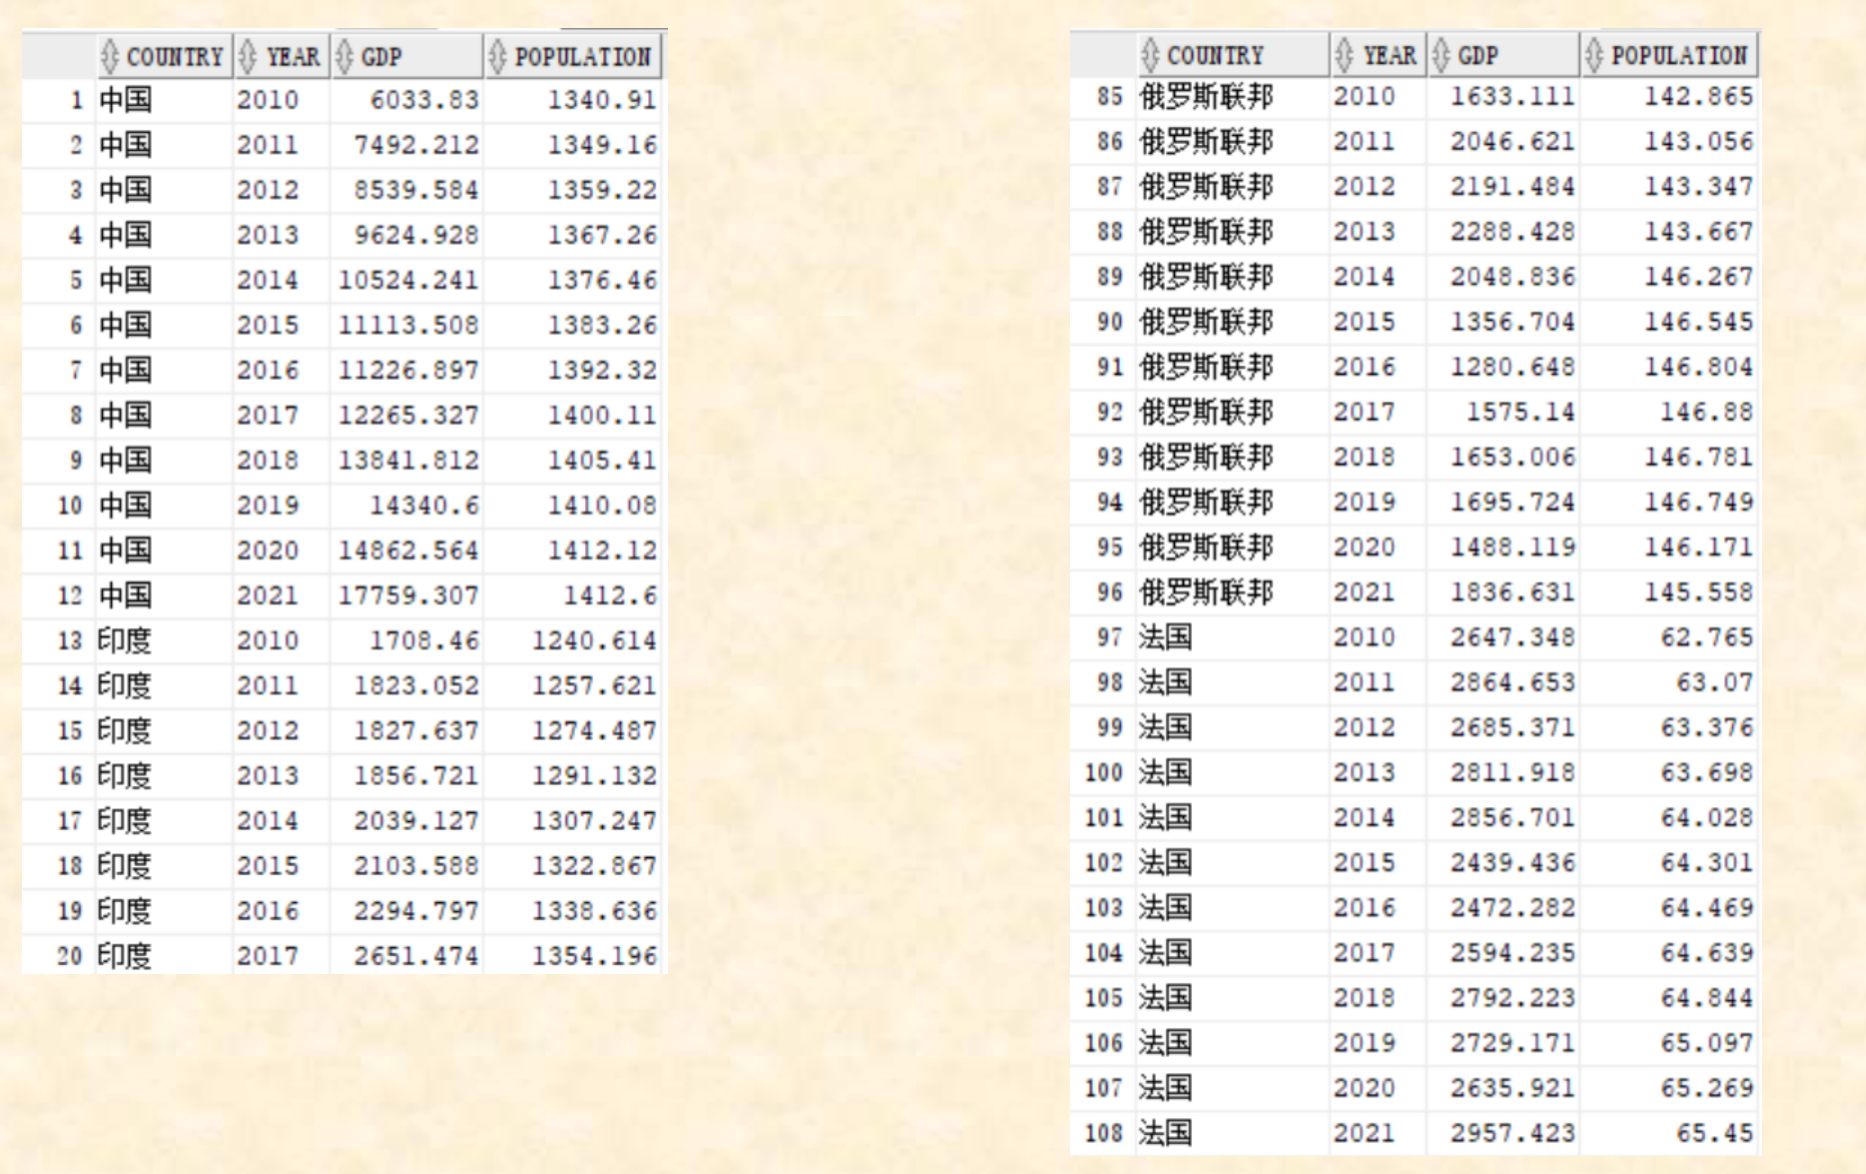 COUNTRY YEAR GDP POPULATION
1 中国 2010 6033.83 1340.91
2 中国 2011 7492.212 1349.16
3 中国 2012 8539.584 1359.22
4 中国 2013 9624.928 1367.26
5 中国 2014 10524.241 1376.46
6 中国 2015 11113.508 1383.26
7 中国 2016 11226.897 1392.32
8 中国 2017 12265.327 1400.11
9 中国 2018 13841.812 1405.41
10 中国 2019 14340.6 1410.08
11 中国 2020 14862.564 1412.12
12 中国 2021 17759.307 1412.6
13 印度 2010 1708.46 1240.614
14 印度 2011 1823.052 1257.621
15 印度 2012 1827.637 1274.487
16 印度 2013 1856.721 1291.132
17 印度 2014 2039.127 1307.247
18 印度 2015 2103.588 1322.867
19 印度 2016 2294.797 1338.636
20 印度 2017 2651.474 1354.196
COUNTRY YEAR GDP POPULATION
85 俄罗斯联邦 2010 1633.111 142.865
86 俄罗斯联邦 2011 2046.621 143.056
87 俄罗斯联邦 2012 2191.484 143.347
88 俄罗斯联邦 2013 2288.428 143.667
89 俄罗斯联邦 2014 2048.836 146.267
90 俄罗斯联邦 2015 1356.704 146.545
91 俄罗斯联邦 2016 1280.648 146.804
92 俄罗斯联邦 2017 1575.14 146.88
93 俄罗斯联邦 2018 1653.006 146.781
94 俄罗斯联邦 2019 1695.724 146.749
95 俄罗斯联邦 2020 1488.119 146.171
96 俄罗斯联邦 2021 1836.631 145.558
97 法国 2010 2647.348 62.765
98 法国 2011 2864.653 63.07
99 法国 2012 2685.371 63.376
100 法国 2013 2811.918 63.698
101 法国 2014 2856.701 64.028
102 法国 2015 2439.436 64.301
103 法国 2016 2472.282 64.469
104 法国 2017 2594.235 64.639
105 法国 2018 2792.223 64.844
106 法国 2019 2729.171 65.097
107 法国 2020 2635.921 65.269
108 法国 2021 2957.423 65.45